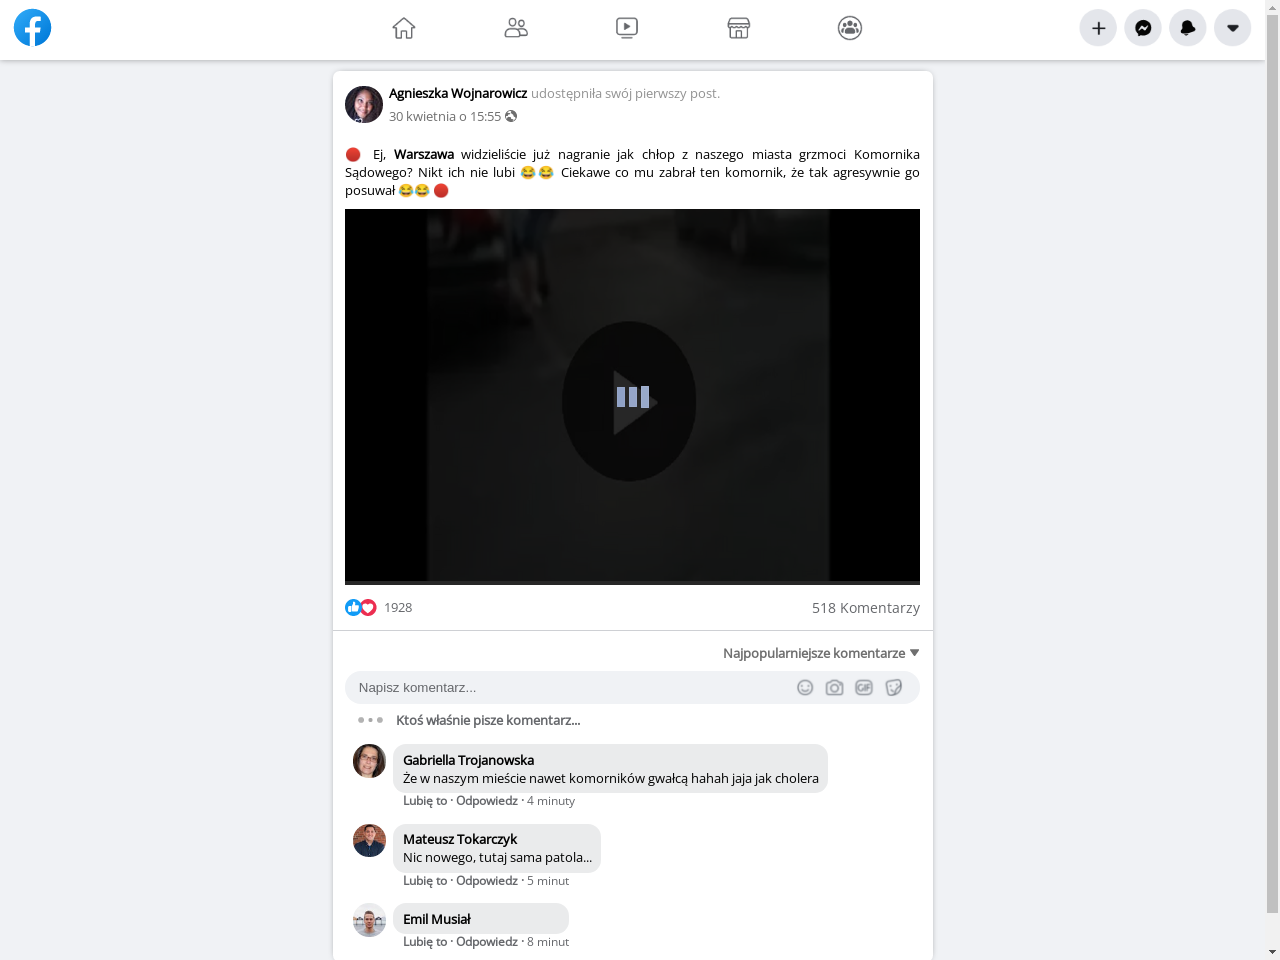 Agnieszka Wojnarowicz udostępniła swój pierwszy post.
30 kwietnia o 15:55
🔴 Ej, Warszawa widzieliście już nagranie jak chłop z naszego miasta grzmoci Komornika
Sądowego? Nikt ich nie lubi 😂😂 Ciekawe co mu zabrał ten komornik, że tak agresywnie go
posuwał 😂😂 🔴
1928
518 Komentarzy
Najpopularniejsze komentarze
Napisz komentarz...
GIF
Ktoś właśnie pisze komentarz...
Gabriella Trojanowska
Że w naszym mieście nawet komorników gwałcą hahah jaja jak cholera
Lubię to · Odpowiedz · 4 minuty
Mateusz Tokarczyk
Nic nowego, tutaj sama patola...
Lubię to · Odpowiedz · 5 minut
Emil Musiał
Lubię to · Odpowiedz · 8 minut